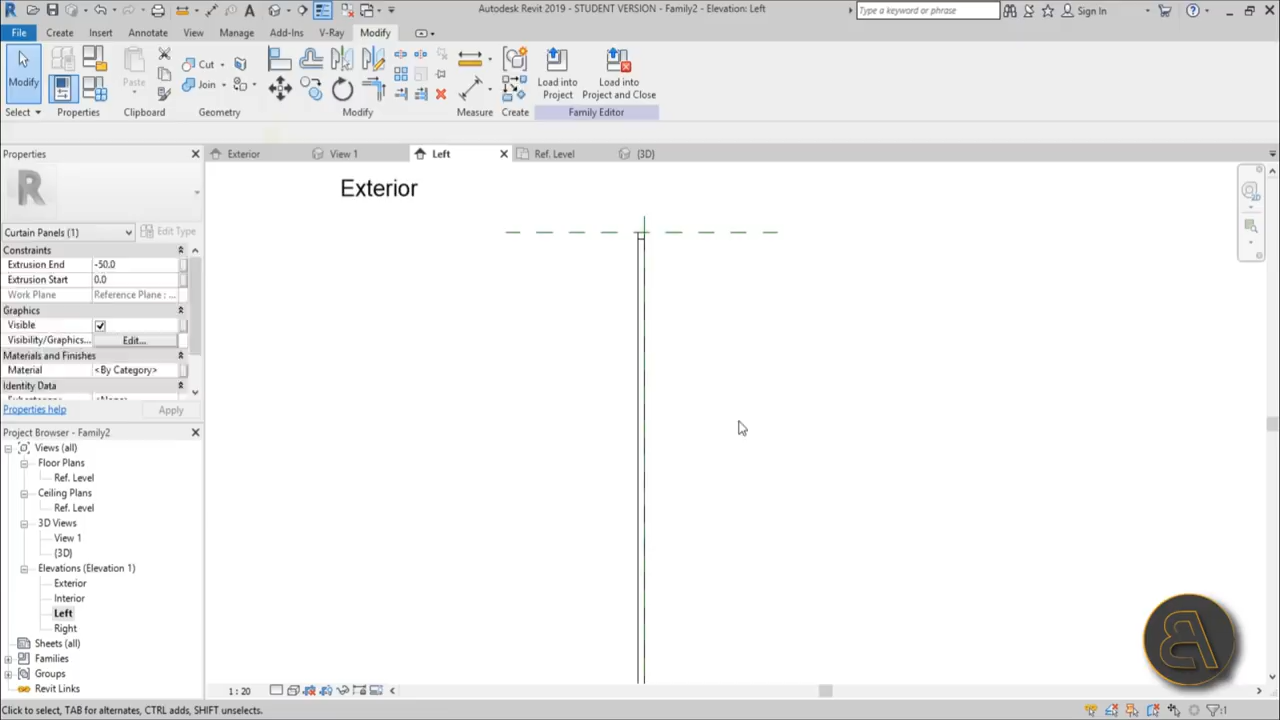 Autodesk Revit 2019 - STUDENT VERSION - Family2 - Elevation: Left
Type a keyword or phrase
Sign In
File Create Insert Annotate View Manage Add-Ins V-Ray Modify
Modify
Paste
Cut
Join
Load into Project
Load into Project and Close
Select Properties Clipboard Geometry Modify Measure Create Family Editor
Properties
Exterior View 1 Left Ref. Level {3D}
Exterior
Curtain Panels (1) Edit Type
Constraints
Extrusion End -50.0
Extrusion Start 0.0
Work Plane Reference Plane : ...
Graphics
Visible
Visibility/Graphics... Edit...
Materials and Finishes
Material <By Category>
Identity Data
Properties help Apply
Project Browser - Family2
Views (all)
Floor Plans
Ref. Level
Ceiling Plans
Ref. Level
3D Views
View 1
{3D}
Elevations (Elevation 1)
Exterior
Interior
Left
Right
Sheets (all)
Families
Groups
Revit Links
1 : 20
Click to select, TAB for alternates, CTRL adds, SHIFT unselects.
:1